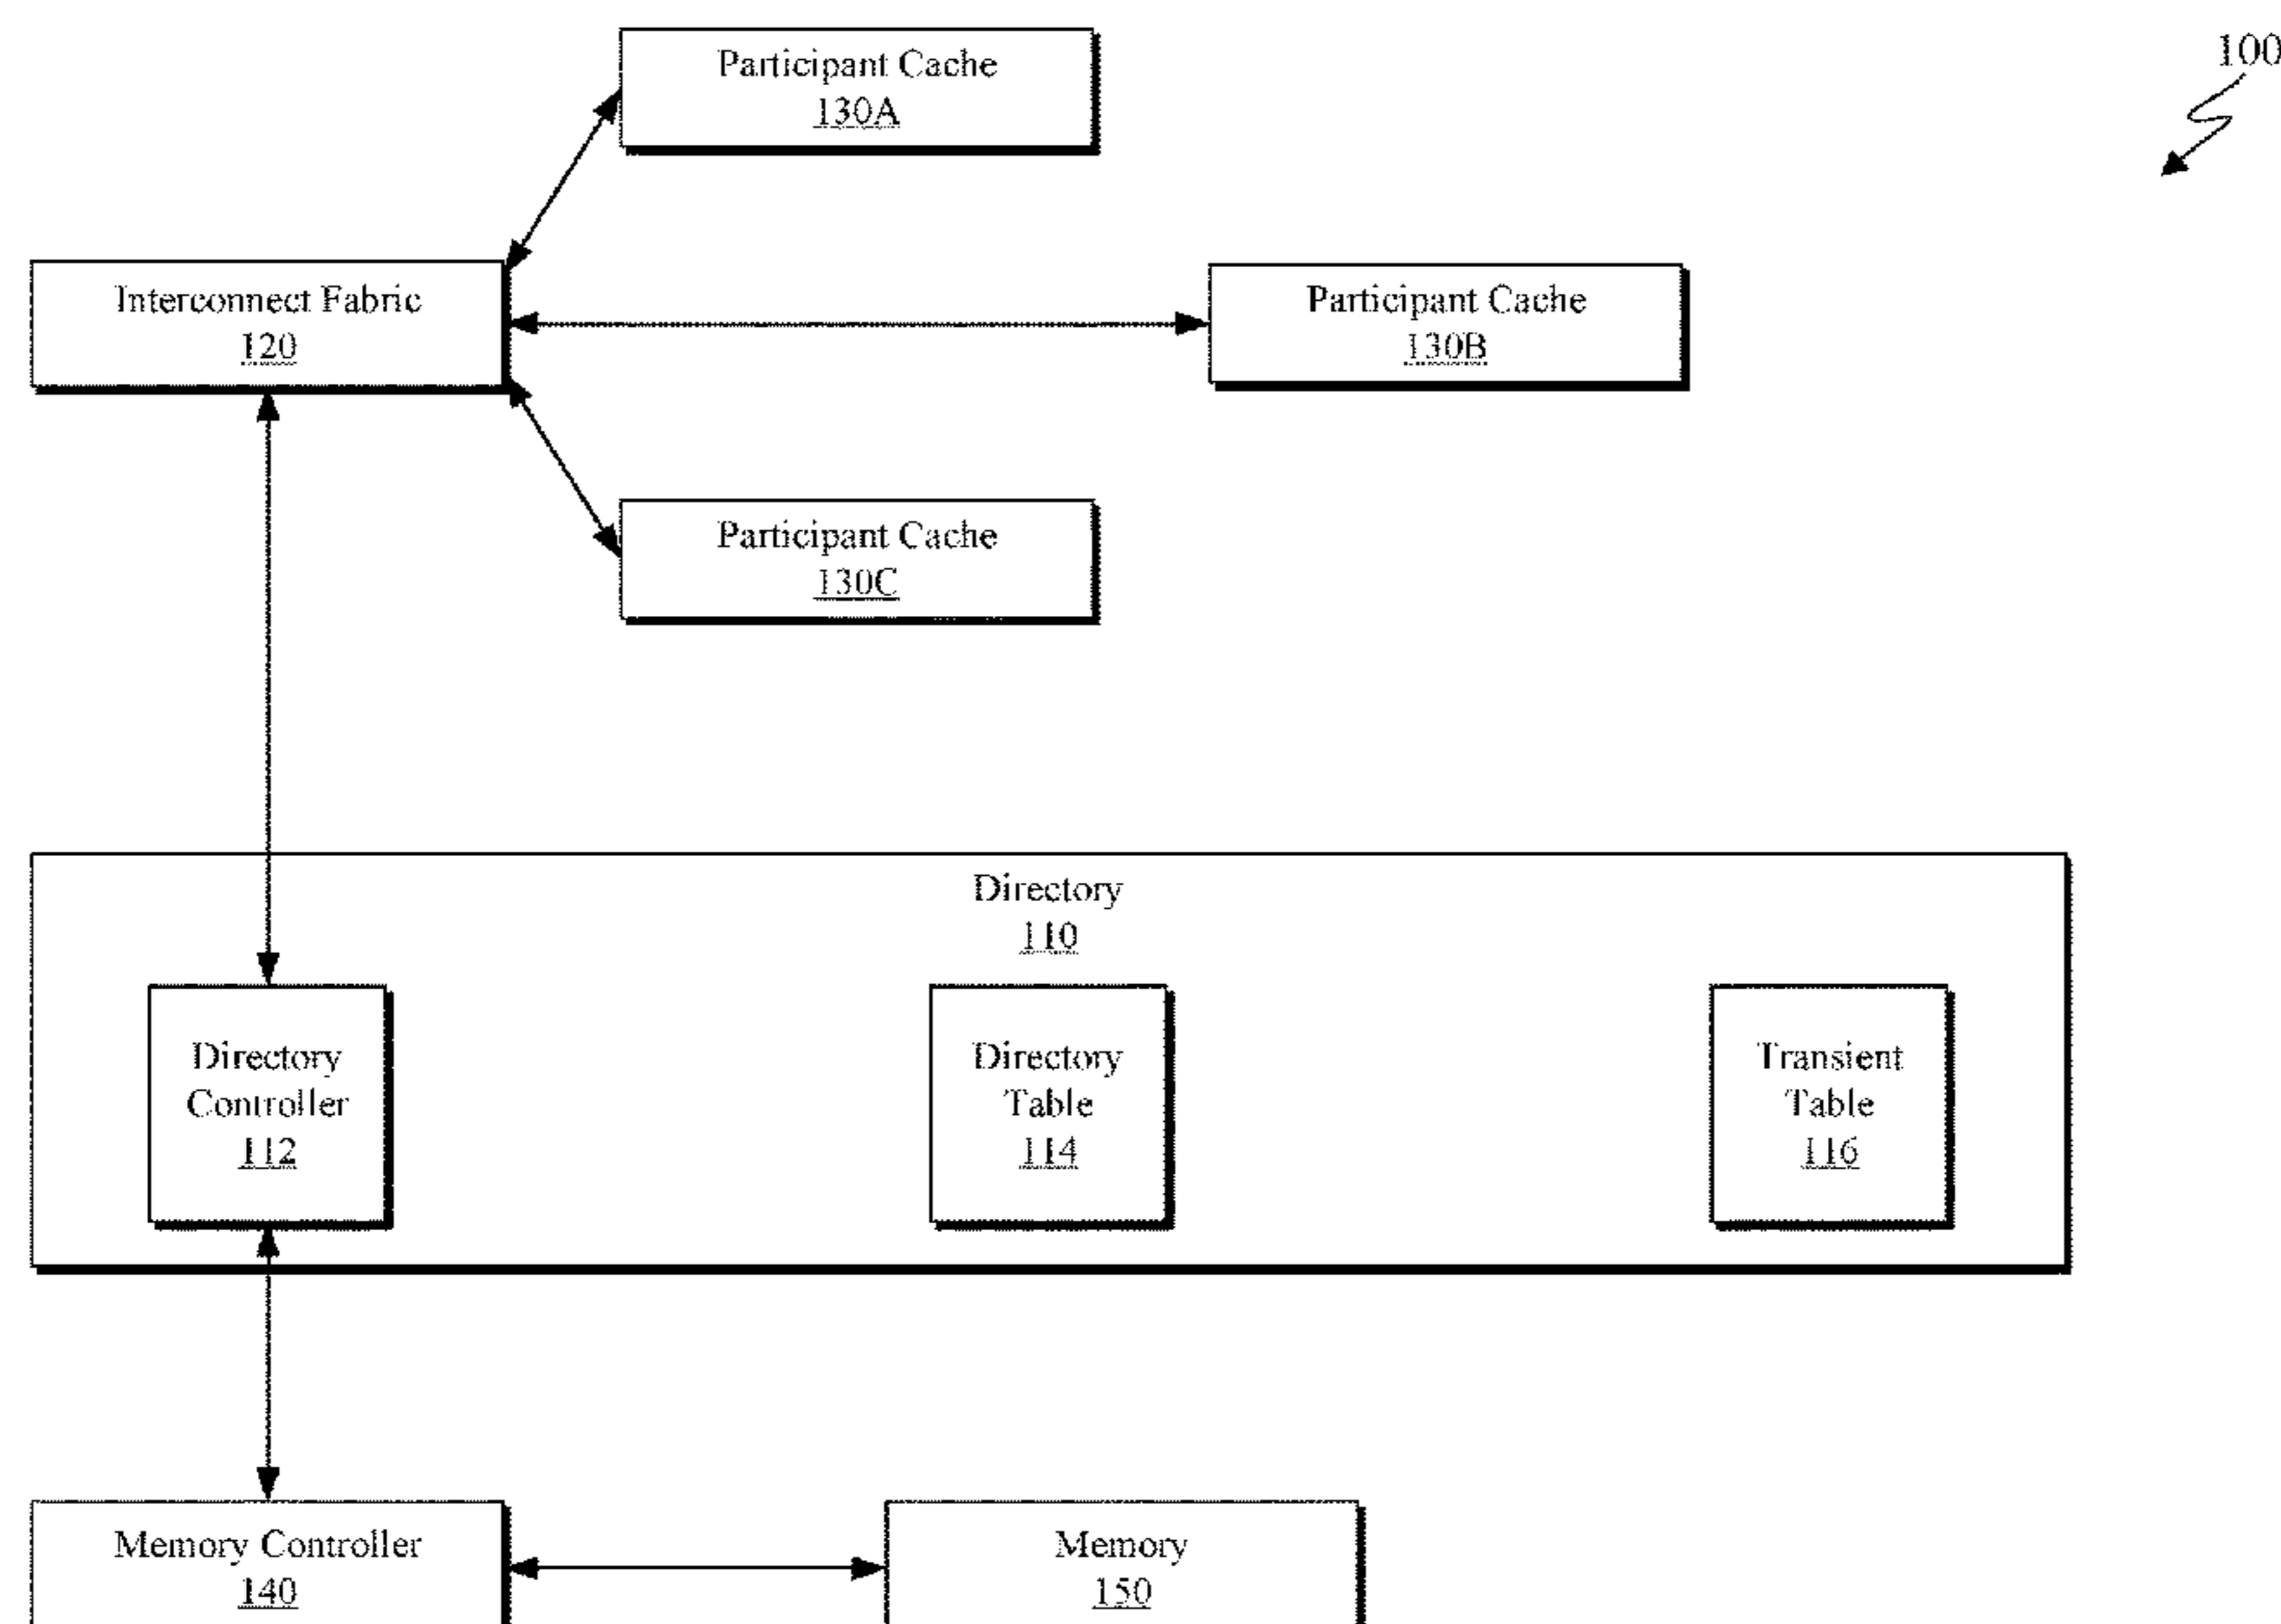 Participant Cache
130A
100
Interconnect Fabric
120
Participant Cache
130B
Participant Cache
130C
Directory
110
Directory
Controller
112
Directory
Table
114
Transient
Table
116
Memory Controller
140
Memory
150